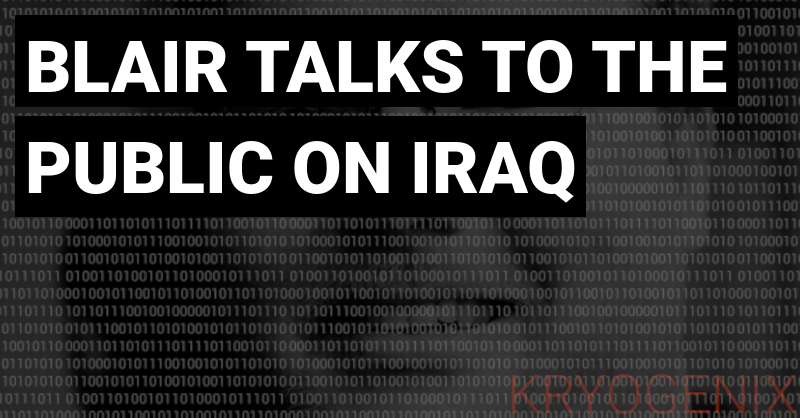 BLAIR TALKS TO THE
PUBLIC ON IRAQ
KRYOGENIX